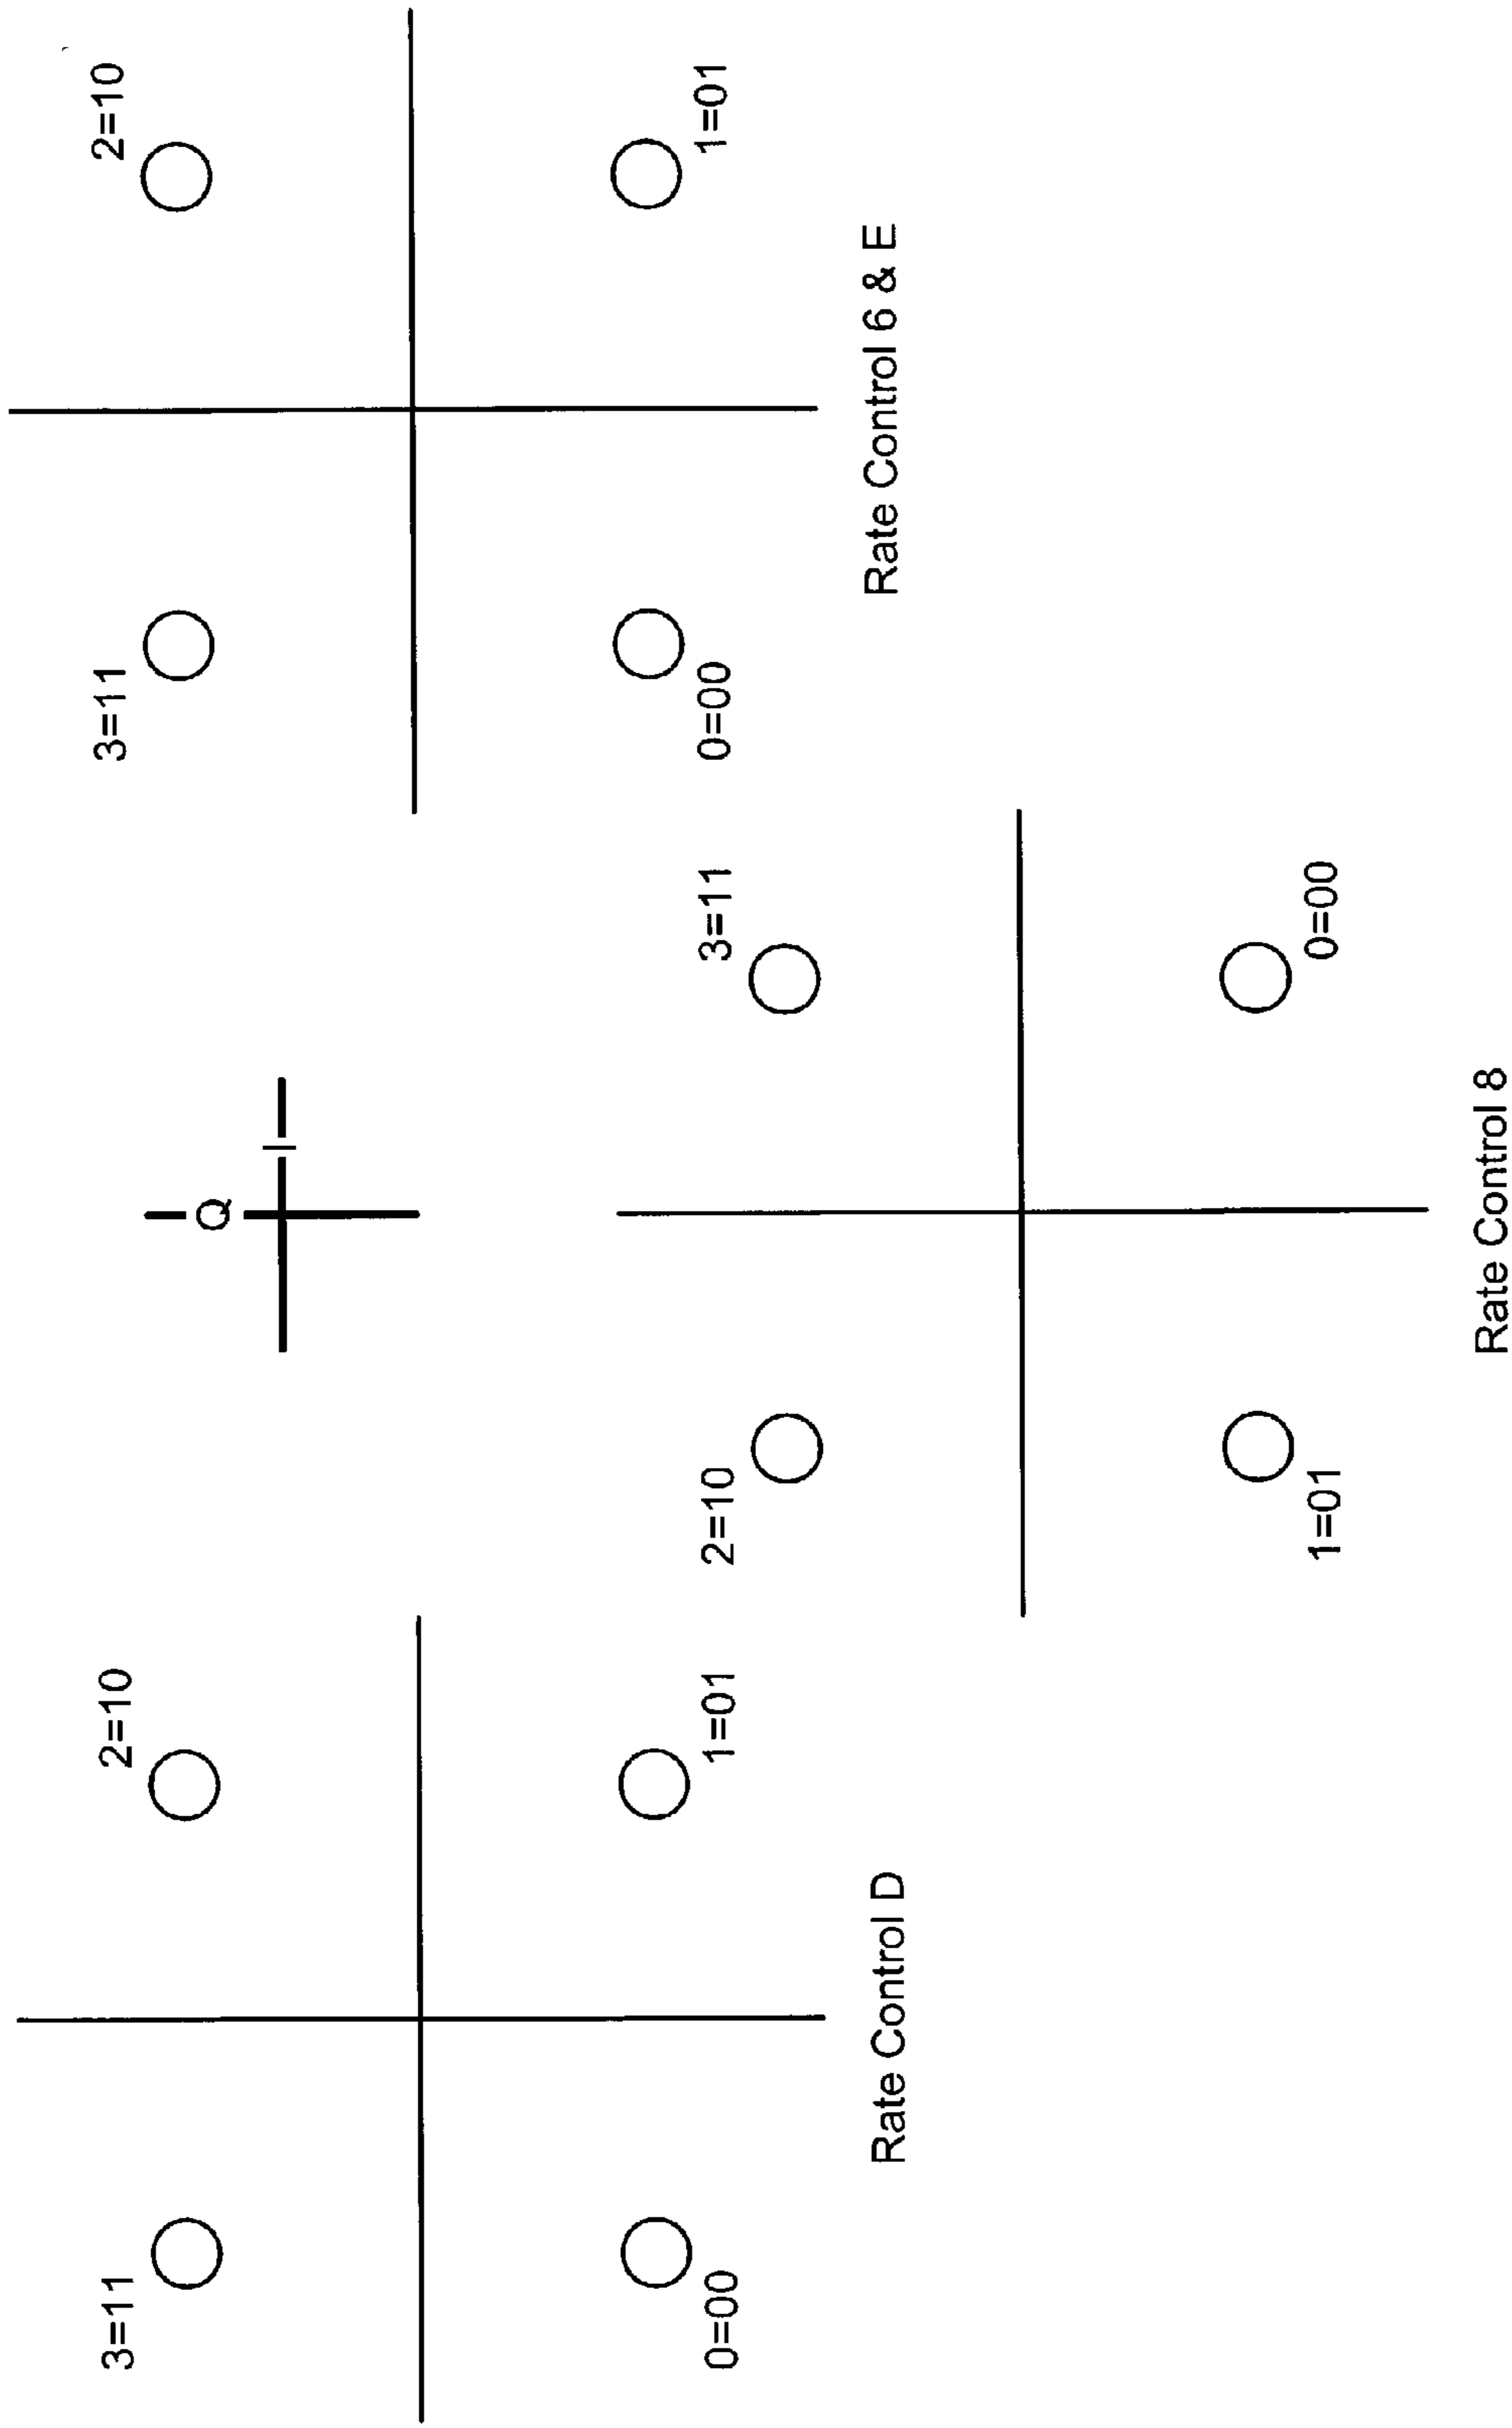 3=11
2=10
0=00
1=01
Rate Control D
Q
I
2=10
3=11
1=01
0=00
Rate Control 8
3=11
2=10
0=00
1=01
Rate Control 6 & E